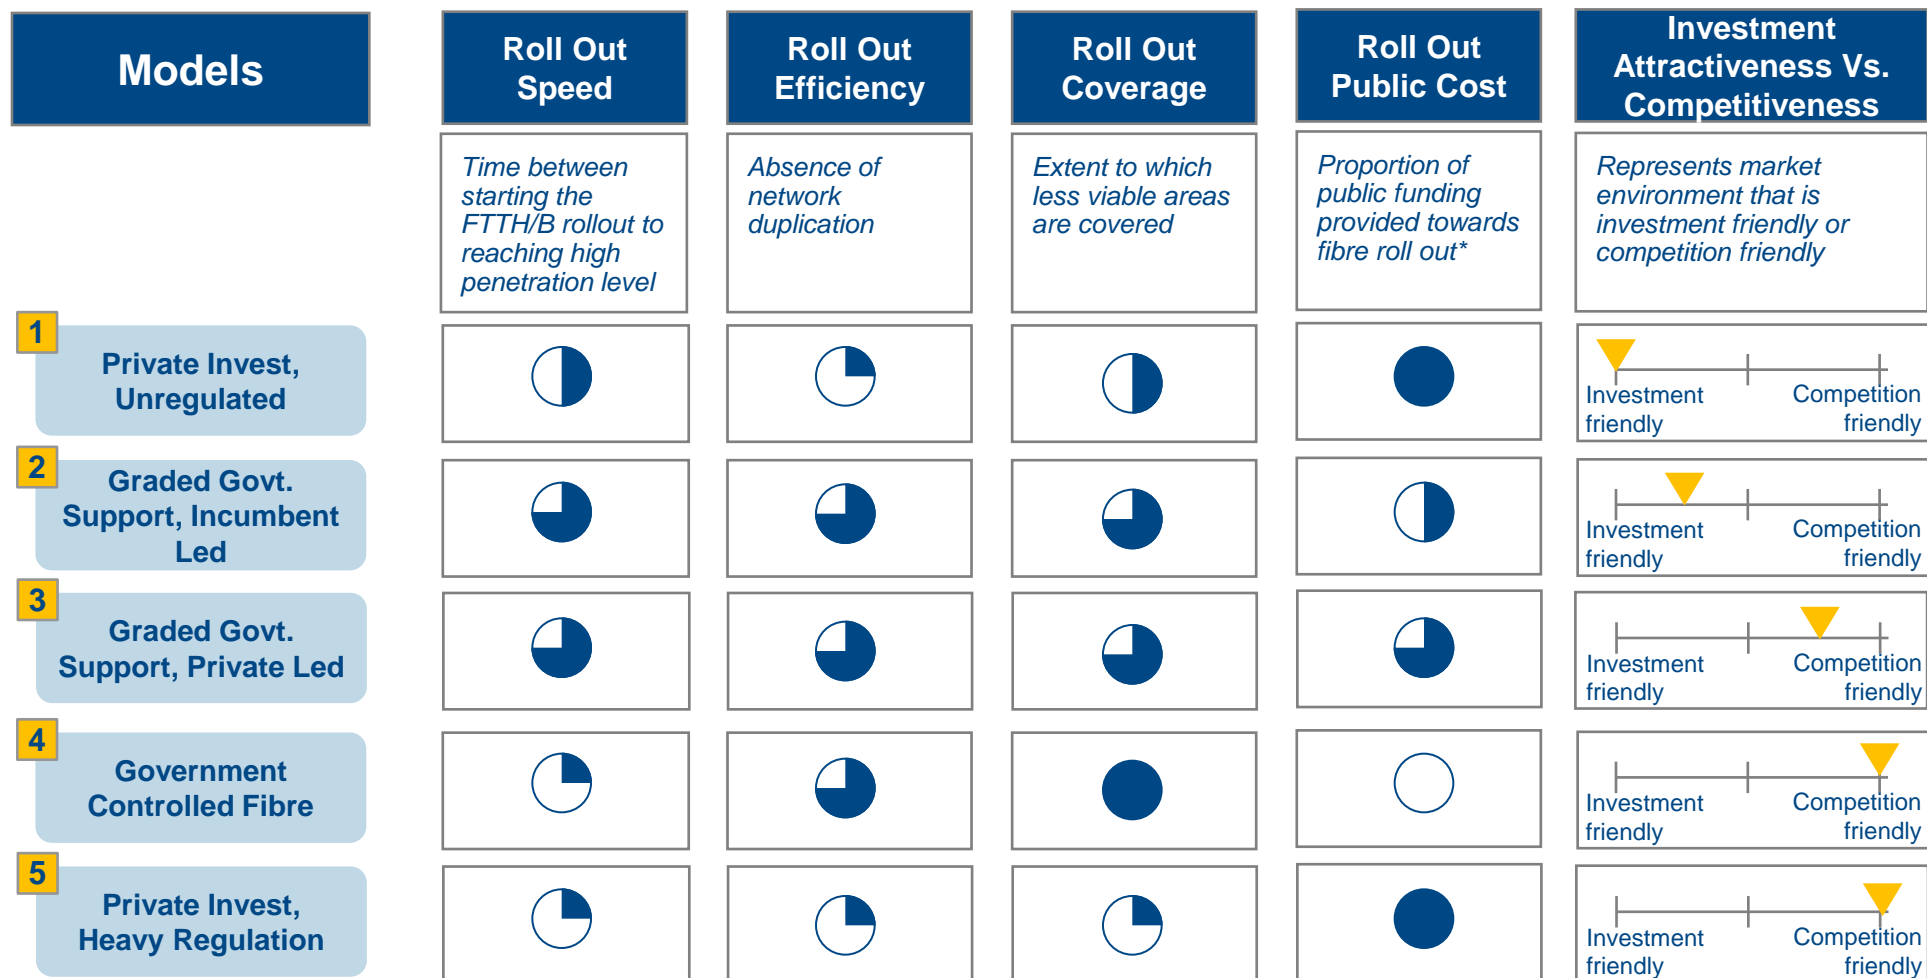 Models
Roll Out
Speed
Roll Out
Efficiency
Roll Out
Coverage
Roll Out
Public Cost
Investment
Attractiveness Vs.
Competitiveness
Time between
starting the
FTTH/B rollout to
reaching high
penetration level
Absence of
network
duplication
Extent to which
less viable areas
are covered
Proportion of
public funding
provided towards
fibre roll out*
Represents market
environment that is
investment friendly or
competition friendly
1
Private Invest,
Unregulated
Investment
friendly
Competition
friendly
2
Graded Govt.
Support, Incumbent
Led
Investment
friendly
Competition
friendly
3
Graded Govt.
Support, Private Led
Investment
friendly
Competition
friendly
4
Government
Controlled Fibre
Investment
friendly
Competition
friendly
5
Private Invest,
Heavy Regulation
Investment
friendly
Competition
friendly